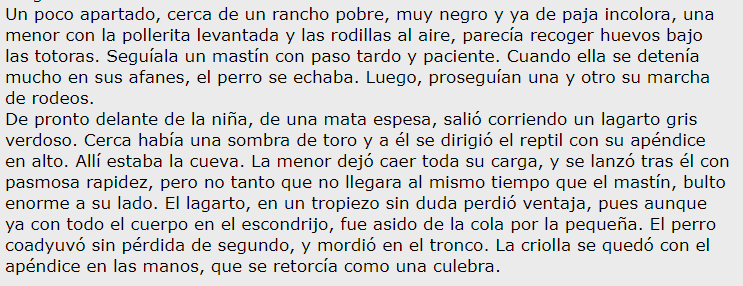 Un poco apartado, cerca de un rancho pobre, muy negro y ya de paja incolora, una
menor con la pollerita levantada y las rodillas al aire, parecía recoger huevos bajo
las totoras. Seguíala un mastín con paso tardo y paciente. Cuando ella se detenía
mucho en sus afanes, el perro se echaba. Luego, proseguían una y otro su marcha
de rodeos.
De pronto delante de la niña, de una mata espesa, salió corriendo un lagarto gris
verdoso. Cerca había una sombra de toro y a él se dirigió el reptil con su apéndice
en alto. Allí estaba la cueva. La menor dejó caer toda su carga, y se lanzó tras él con
pasmosa rapidez, pero no tanto que no llegara al mismo tiempo que el mastín, bulto
enorme a su lado. El lagarto, en un tropiezo sin duda perdió ventaja, pues aunque
ya con todo el cuerpo en el escondrijo, fue asido de la cola por la pequeña. El perro
coadyuvó sin pérdida de segundo, y mordió en el tronco. La criolla se quedó con el
apéndice en las manos, que se retorcía como una culebra.